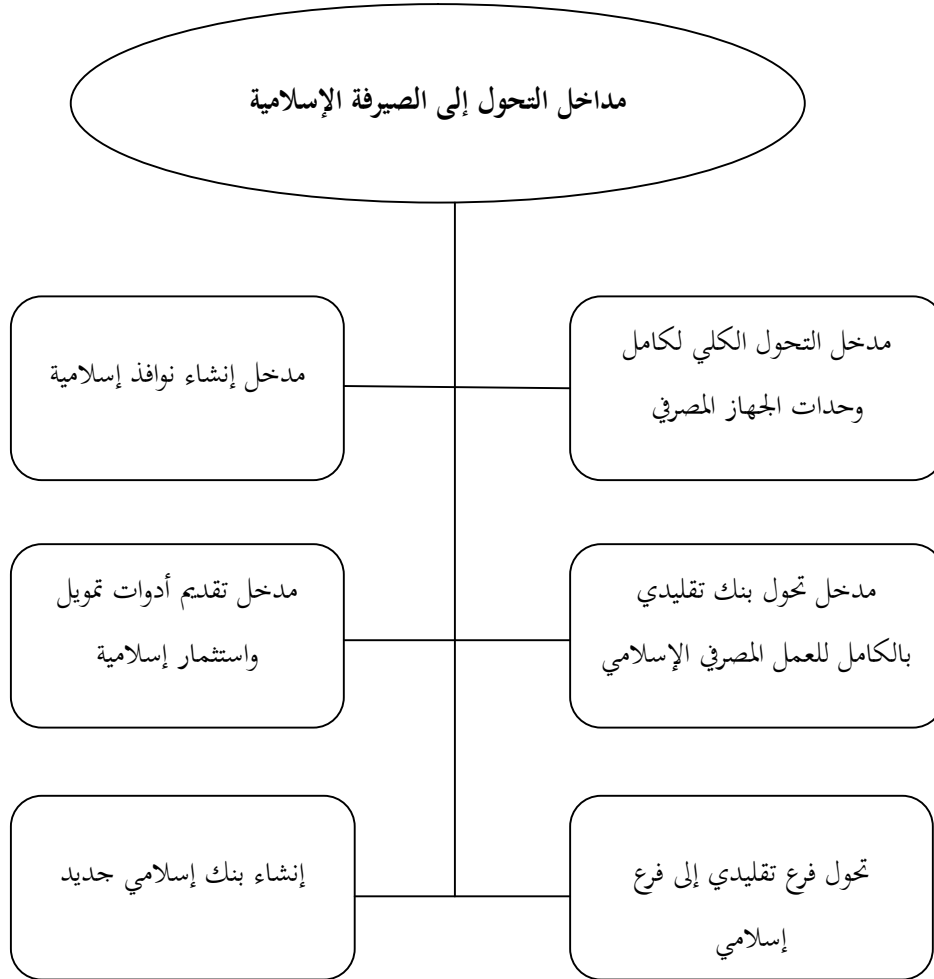 مداخل التحول إلى الصيرفة الإسلامية
مدخل التحول الكلي لكامل
وحدات الجهاز المصرفي
مدخل إنشاء نوافذ إسلامية
مدخل تحول بنك تقليدي
بالكامل للعمل المصرفي الإسلامي
مدخل تقديم أدوات تمويل
واستثمار إسلامية
تحول فرع تقليدي إلى فرع
إسلامي
إنشاء بنك إسلامي جديد